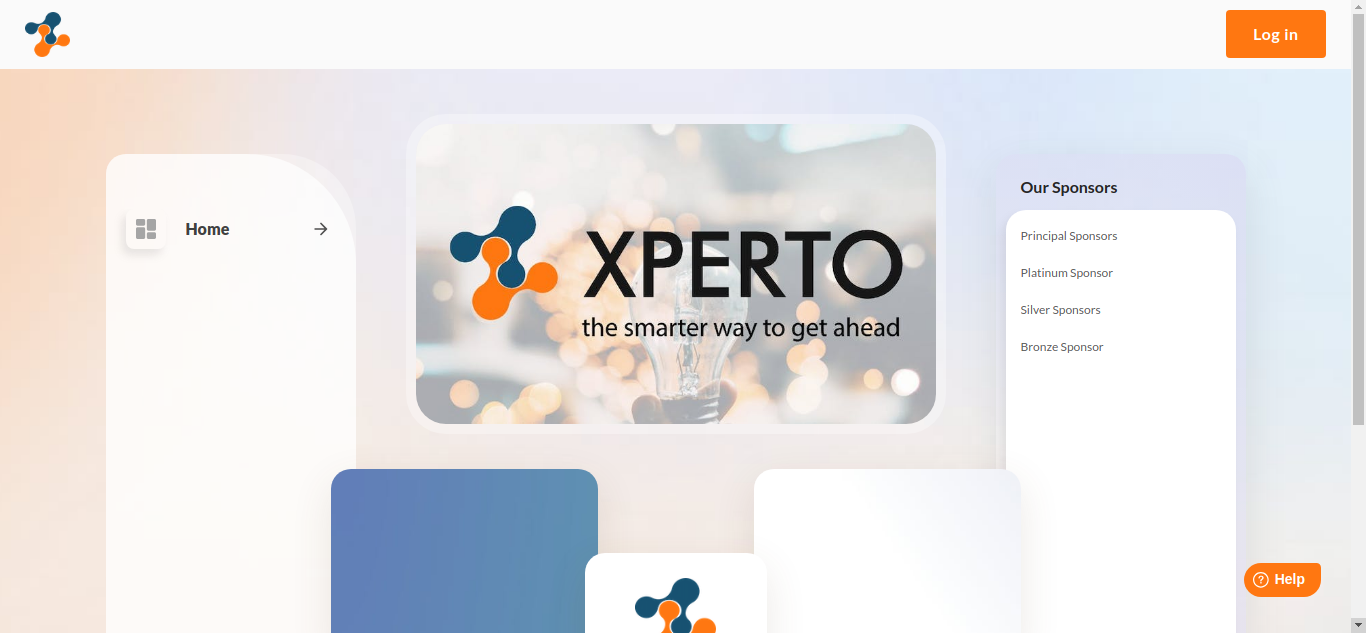 Log in
Home
XPERTO
the smarter way to get ahead
Our Sponsors
Principal Sponsors
Platinum Sponsor
Silver Sponsors
Bronze Sponsor
Help